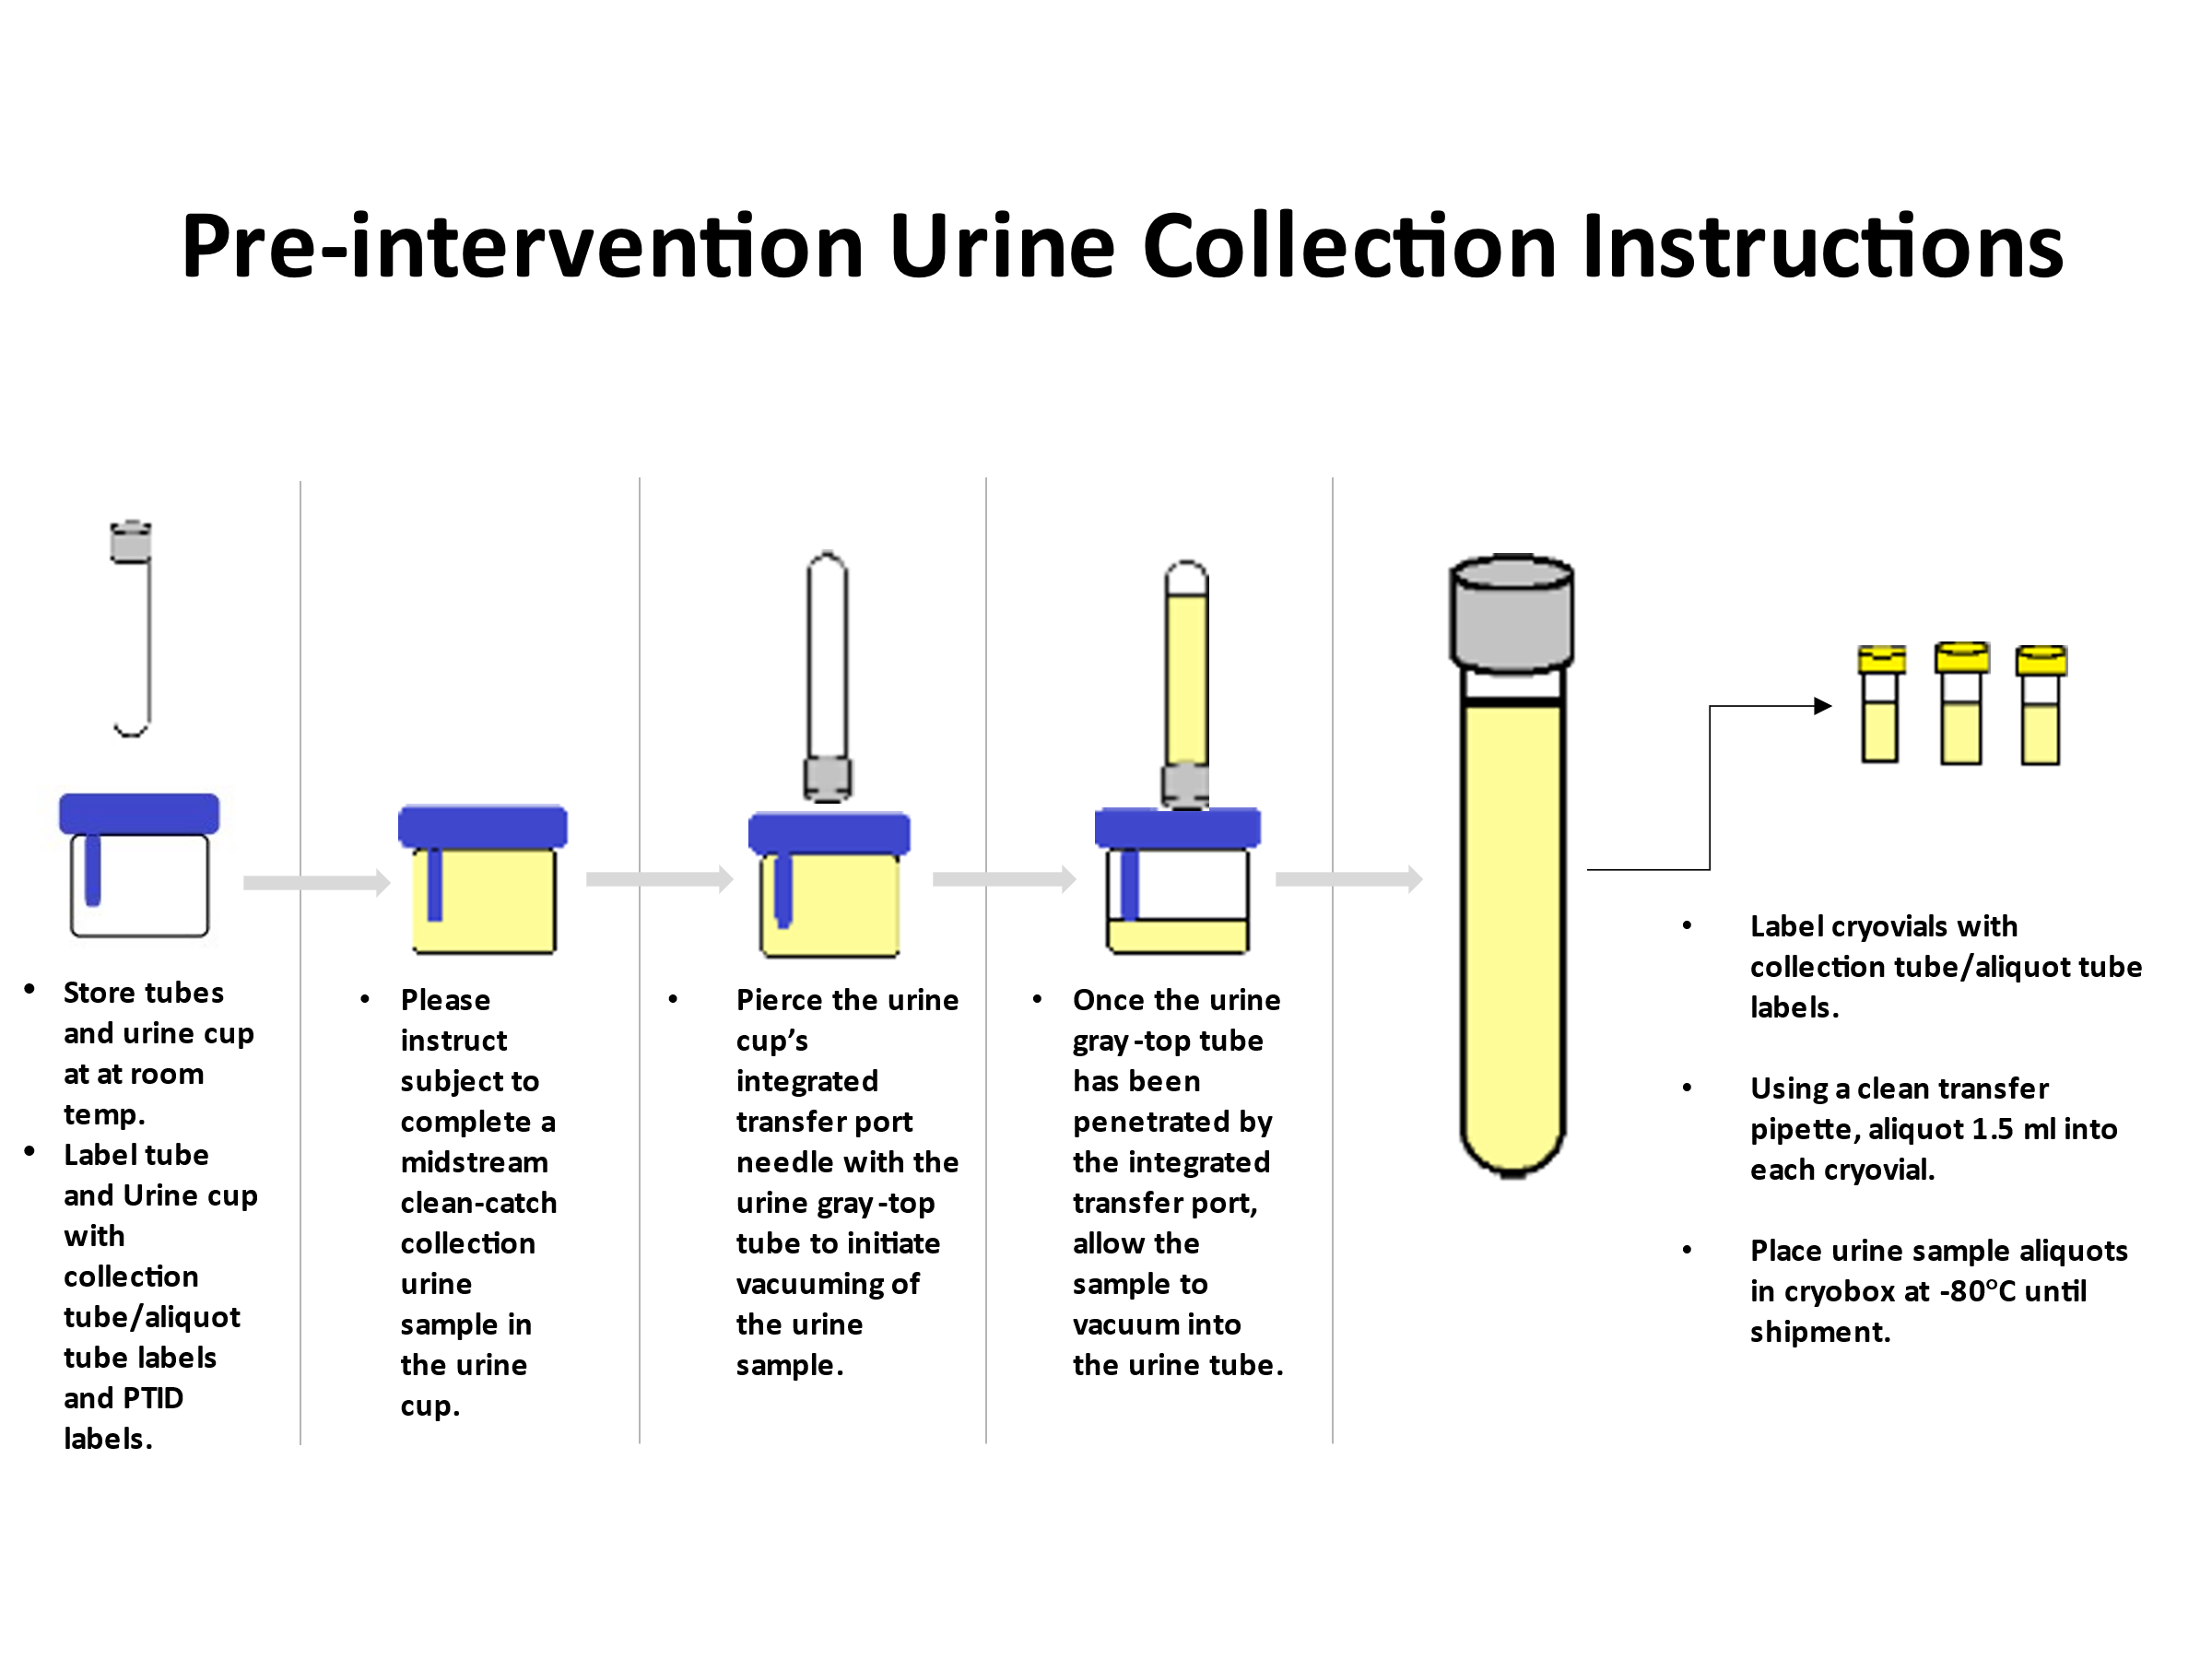 Pre-intervention Urine Collection Instructions
• Store tubes
and urine cup
at at room
temp.
• Label tube
and Urine cup
with
collection
tube/aliquot
tube labels
and PTID
labels.
• Please
instruct
subject to
complete a
midstream
clean-catch
collection
urine
sample in
the urine
cup.
• Pierce the urine
cup’s
integrated
transfer port
needle with the
urine gray-top
tube to initiate
vacuuming of
the urine
sample.
• Once the urine
gray-top tube
has been
penetrated by
the integrated
transfer port,
allow the
sample to
vacuum into
the urine tube.
• Label cryovials with
collection tube/aliquot tube
labels.
• Using a clean transfer
pipette, aliquot 1.5 ml into
each cryovial.
• Place urine sample aliquots
in cryobox at -80°C until
shipment.